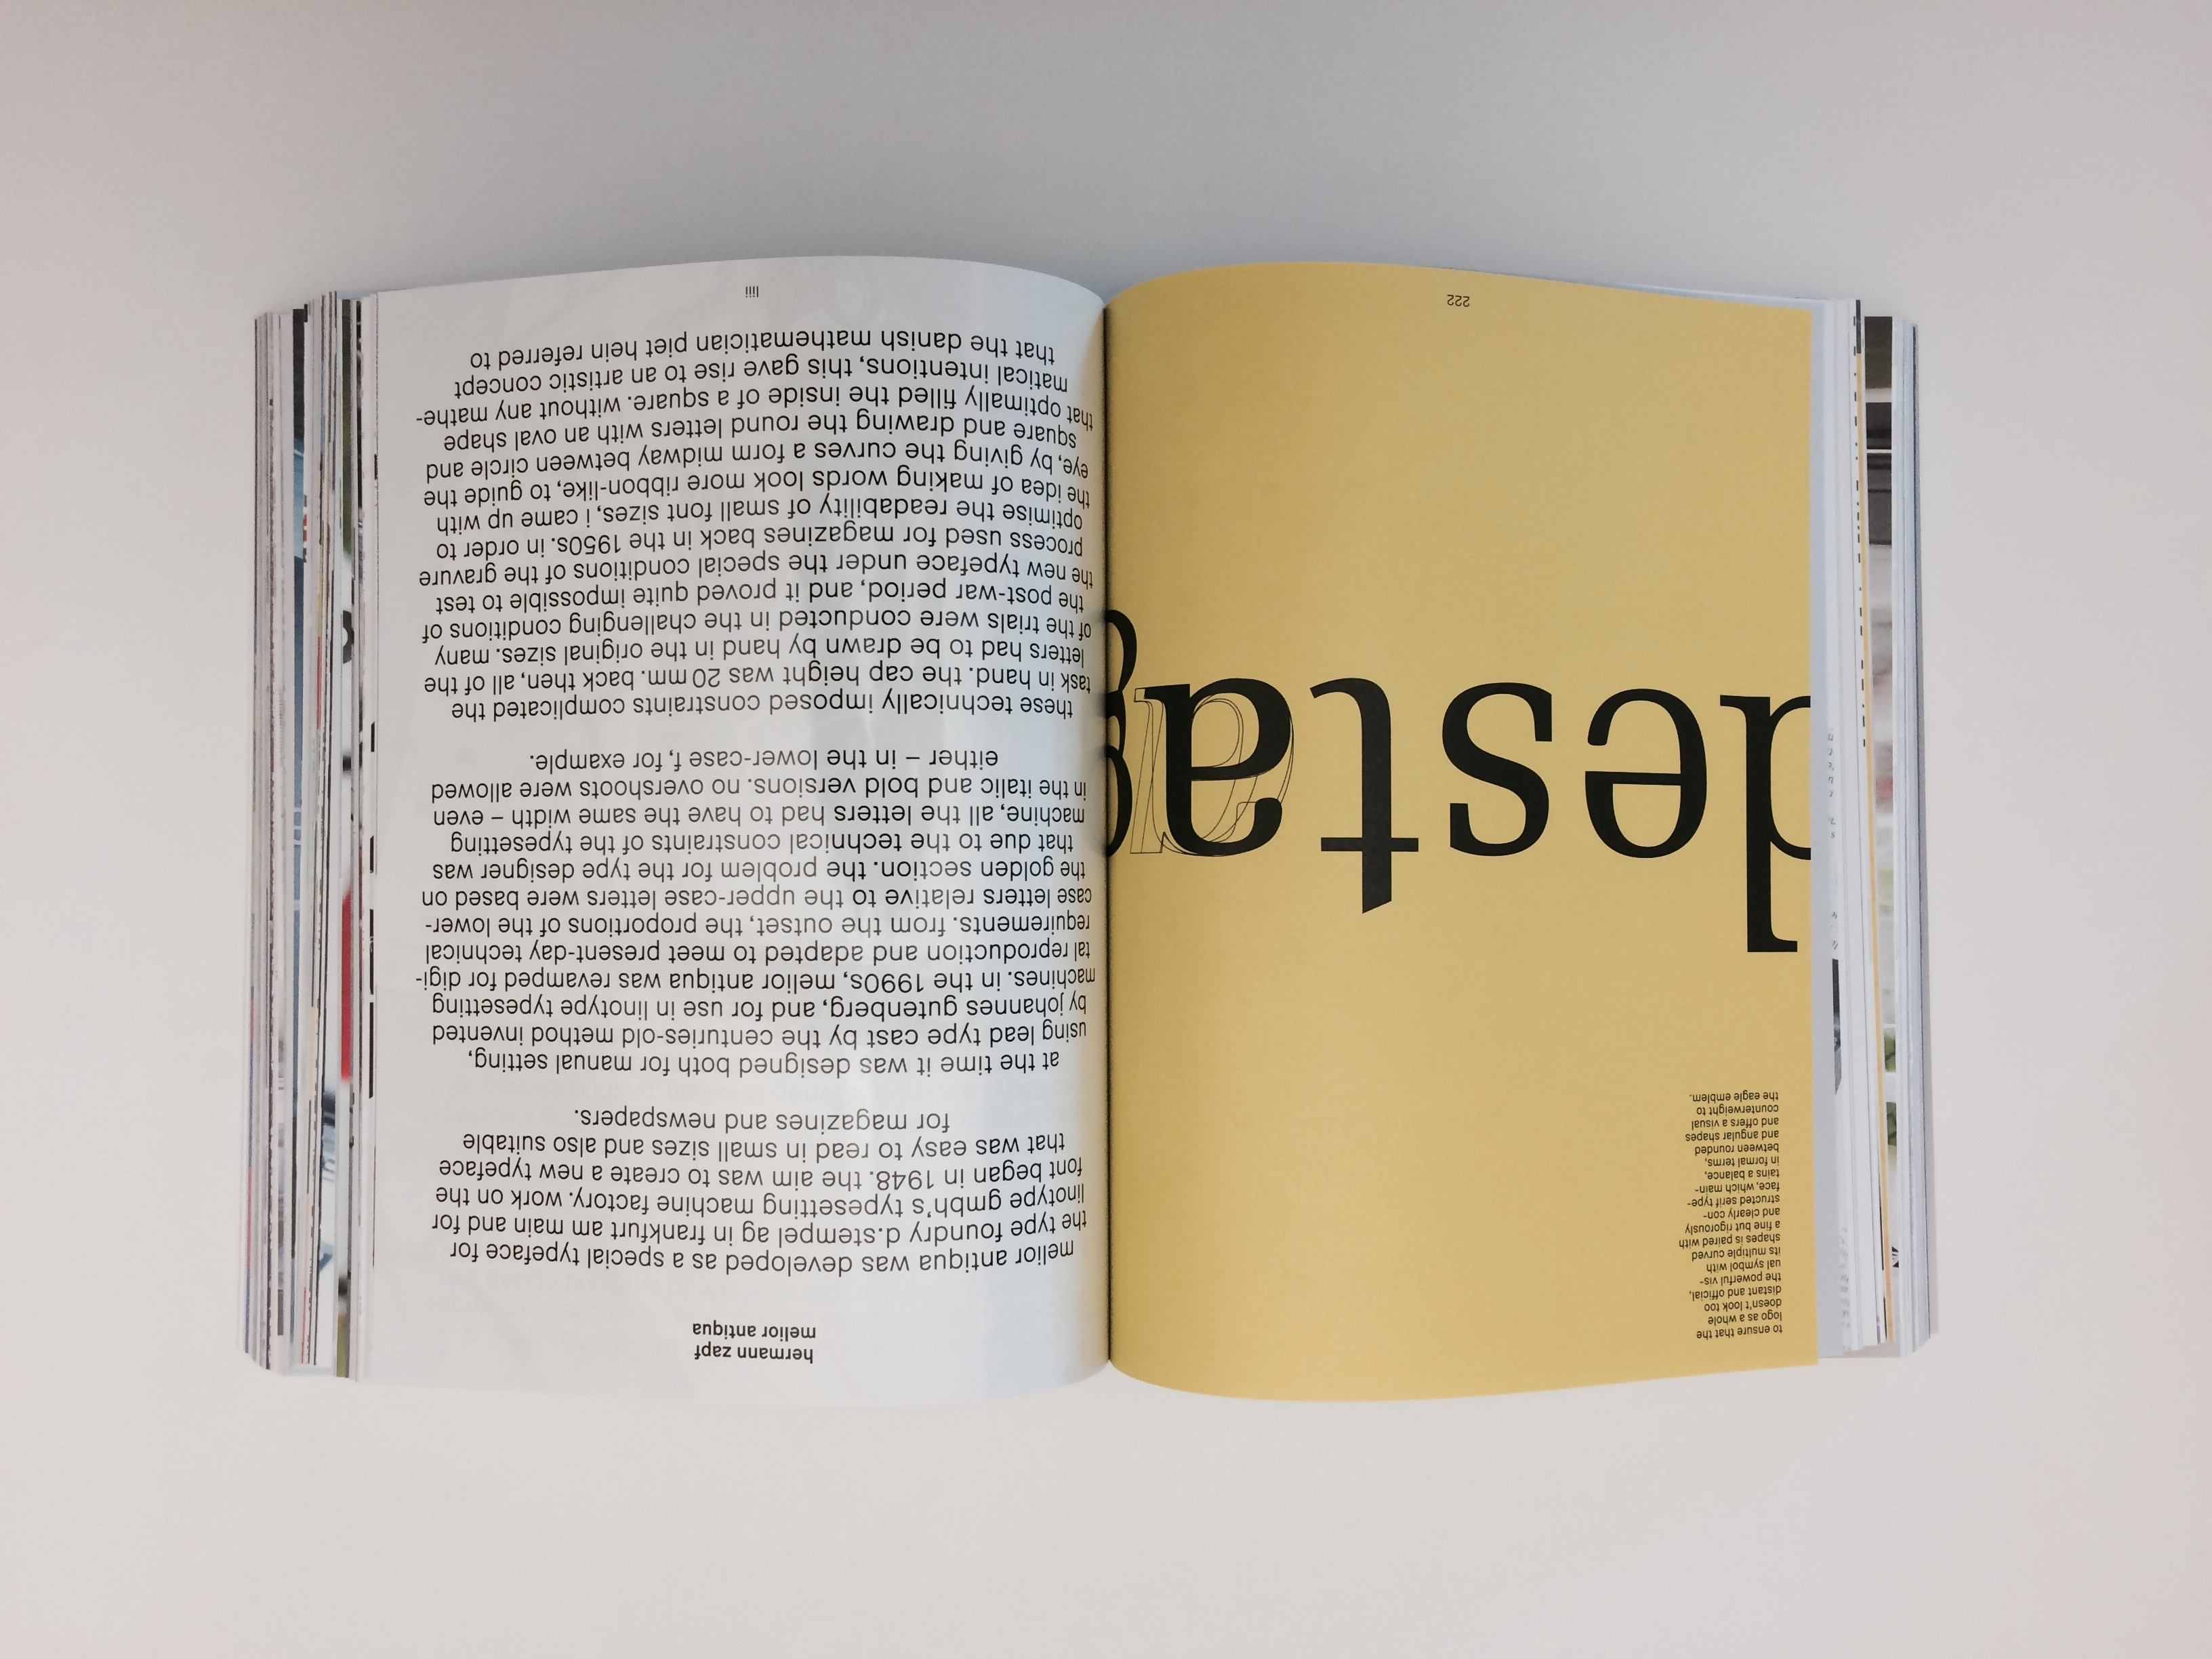 to ensure that the
logo as a whole
doesn't look too
distant and official,
the powerful vis-
ual symbol with
its multiple curved
shapes is paired with
a fine but rigorously
and clearly con-
structed serif type-
face, which main-
tains a balance,
in formal terms,
between rounded
and angular shapes
and offers a visual
counterweight to
the eagle emblem.
destag
222
hermann zapf
melior antiqua
melior antiqua was developed as a special typeface for
the type foundry d.stempel ag in frankfurt am main and for
linotype gmbh's typesetting machine factory. work on the
font began in 1948. the aim was to create a new typeface
that was easy to read in small sizes and also suitable
for magazines and newspapers.
at the time it was designed both for manual setting,
using lead type cast by the centuries-old method invented
by johannes gutenberg, and for use in linotype typesetting
machines. in the 1990s, melior antiqua was revamped for digi-
tal reproduction and adapted to meet present-day technical
requirements. from the outset, the proportions of the lower-
case letters relative to the upper-case letters were based on
the golden section. the problem for the type designer was
that due to the technical constraints of the typesetting
machine, all the letters had to have the same width – even
in the italic and bold versions. no overshoots were allowed
either – in the lower-case f, for example.
these technically imposed constraints complicated the
task in hand. the cap height was 20 mm. back then, all of the
letters had to be drawn by hand in the original sizes. many
of the trials were conducted in the challenging conditions of
the post-war period, and it proved quite impossible to test
the new typeface under the special conditions of the gravure
process used for magazines back in the 1950s. in order to
optimise the readability of small font sizes, i came up with
the idea of making words look more ribbon-like, to guide the
eye, by giving the curves a form midway between circle and
square and drawing the round letters with an oval shape
that optimally filled the inside of a square. without any mathe-
matical intentions, this gave rise to an artistic concept
that the danish mathematician piet hein referred to
liii